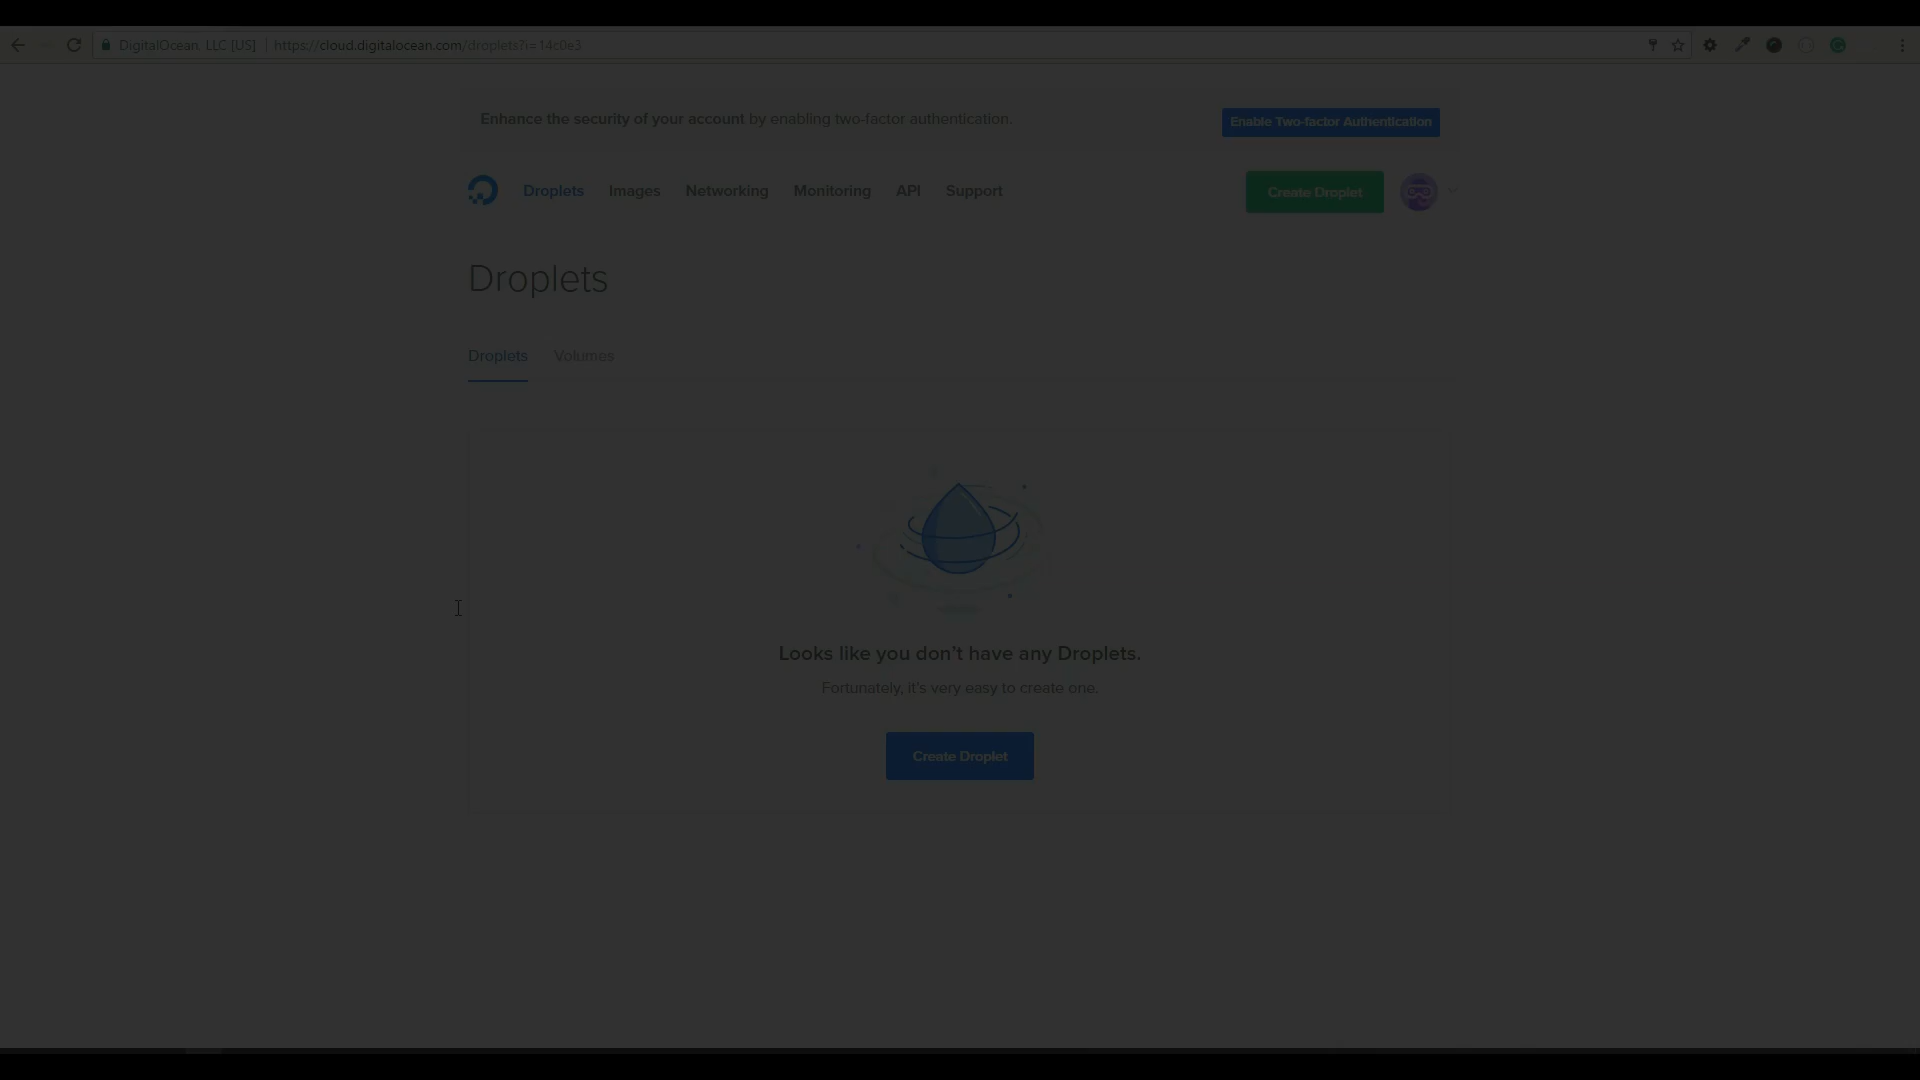 DigitalOcean, LLC [US] https://cloud.digitalocean.com/droplets?i=14c0e3
Enhance the security of your account by enabling two-factor authentication.
Enable Two-factor Authentication
Droplets Images Networking Monitoring API Support
Create Droplet
Droplets
Droplets Volumes
Looks like you don't have any Droplets.
Fortunately, it's very easy to create one.
Create Droplet